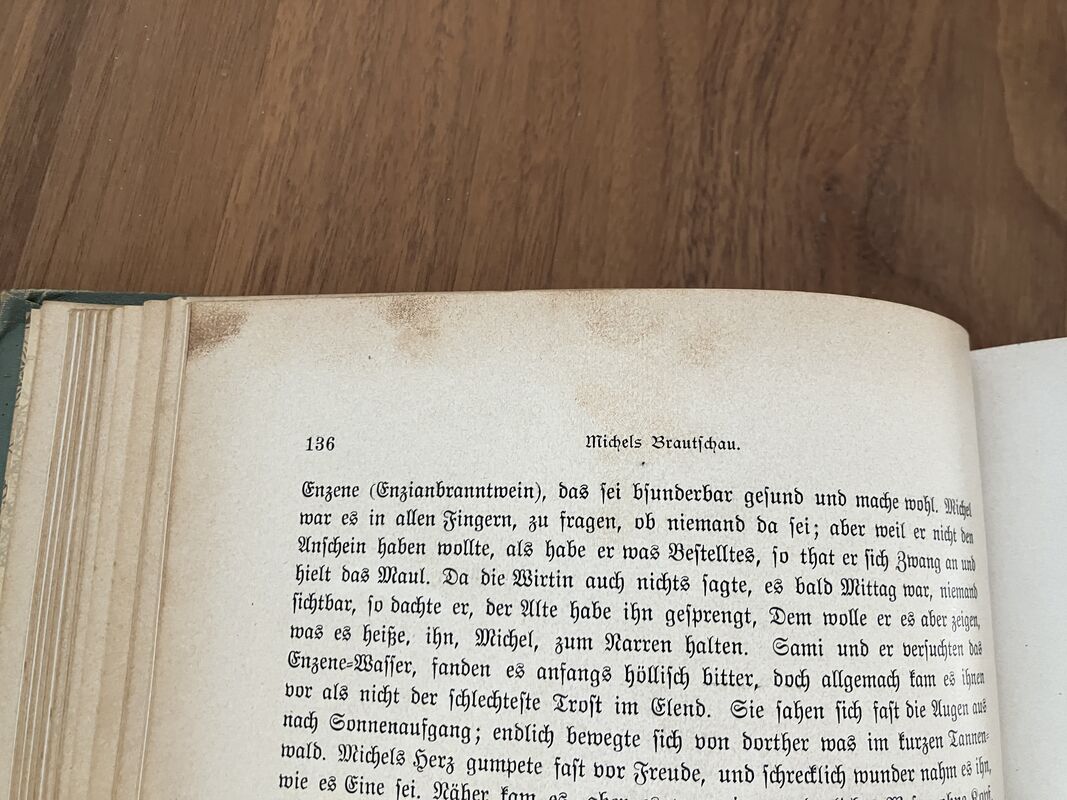 136
Michels Brautschau.
Enzene (Enzianbranntwein), das sei bsunderbar gesund und mache wohl. Michel
war es in allen Fingern, zu fragen, ob niemand da sei; aber weil er nicht den
Anschein haben wollte, als habe er was Bestelltes, so that er sich Zwang an und
hielt das Maul. Da die Wirtin auch nichts sagte, es bald Mittag war, niemand
sichtbar, so dachte er, der Alte habe ihn gesprengt, Dem wolle er es aber zeigen,
was es heiße, ihn, Michel, zum Narren halten. Sami und er versuchten das
Enzene-Wasser, fanden es anfangs höllisch bitter, doch allgemach kam es ihnen
vor als nicht der schlechteste Trost im Elend. Sie sahen sich fast die Augen aus
nach Sonnenaufgang; endlich bewegte sich von dorther was im kurzen Tannen-
wald. Michels Herz gumpete fast vor Freude, und schrecklich wunder nahm es ihn,
wie es Eine sei. Näher kam es,